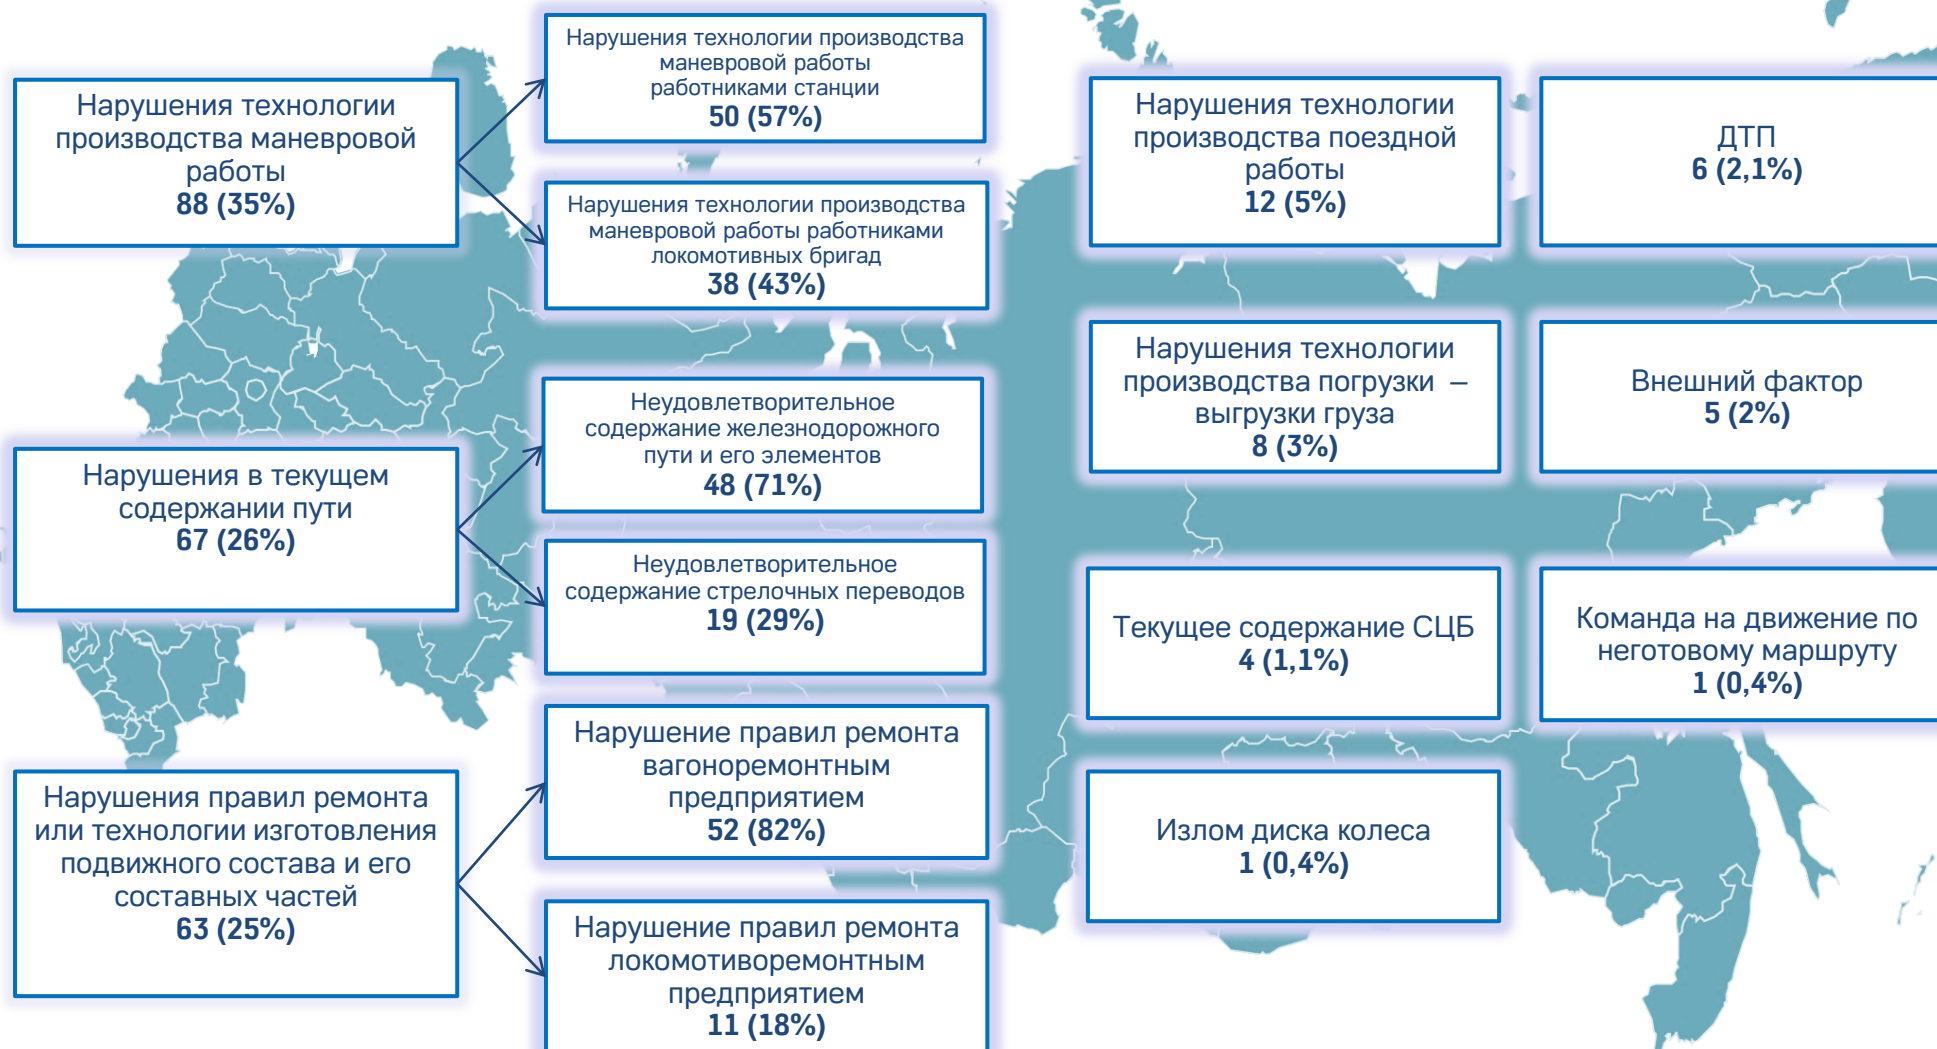 Нарушения технологии
производства маневровой
работы
88 (35%)
Нарушения технологии производства
маневровой работы
работниками станции
50 (57%)
Нарушения технологии производства
маневровой работы работниками
локомотивных бригад
38 (43%)
Нарушения в текущем
содержании пути
67 (26%)
Неудовлетворительное
содержание железнодорожного
пути и его элементов
48 (71%)
Неудовлетворительное
содержание стрелочных переводов
19 (29%)
Нарушения правил ремонта
или технологии изготовления
подвижного состава и его
составных частей
63 (25%)
Нарушение правил ремонта
вагоноремонтным
предприятием
52 (82%)
Нарушение правил ремонта
локомотиворемонтным
предприятием
11 (18%)
Нарушения технологии
производства поездной
работы
12 (5%)
ДТП
6 (2,1%)
Нарушения технологии
производства погрузки –
выгрузки груза
8 (3%)
Внешний фактор
5 (2%)
Текущее содержание СЦБ
4 (1,1%)
Команда на движение по
неготовому маршруту
1 (0,4%)
Излом диска колеса
1 (0,4%)